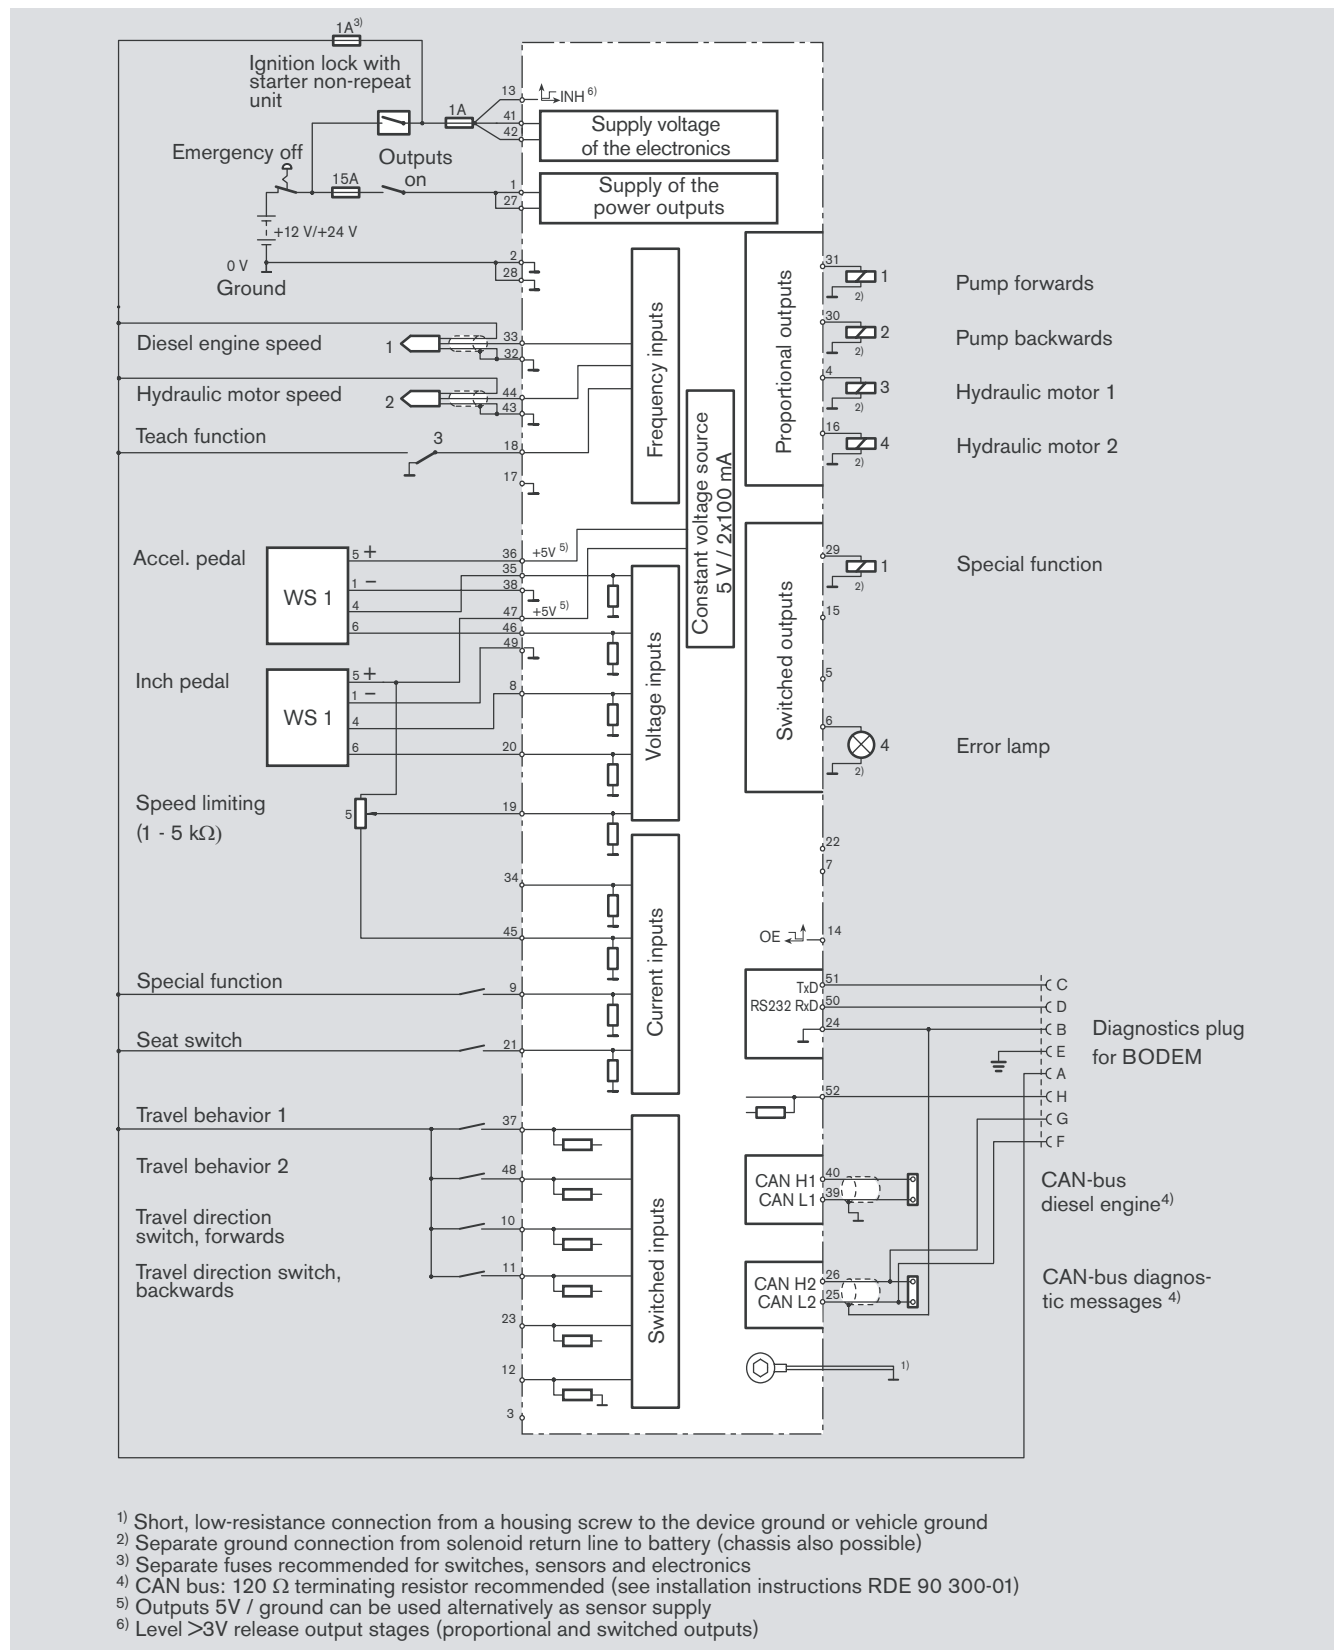 1A3)
Ignition lock with
starter non-repeat
unit
1A
13
INH 6)
41
42
Supply voltage
of the electronics
Emergency off
15A
Outputs
on
1
27
Supply of the
power outputs
+12 V/+24 V
0 V
Ground
2
28
Diesel engine speed
1
33
32
Hydraulic motor speed
2
44
43
Teach function
3
18
17
Frequency inputs
Constant voltage source
5 V / 2x100 mA
Proportional outputs
31
1
2)
Pump forwards
30
2
2)
Pump backwards
4
3
2)
Hydraulic motor 1
16
4
2)
Hydraulic motor 2
Accel. pedal
WS 1
5 +
1 −
4
6
36
+5V 5)
35
38
47
+5V 5)
46
49
Inch pedal
WS 1
5 +
1 −
4
6
8
20
Speed limiting
(1 - 5 kΩ)
5
19
Voltage inputs
Switched outputs
29
1
2)
Special function
15
5
6
4
2)
Error lamp
22
7
34
45
Current inputs
OE
14
Special function
9
Seat switch
21
TxD
RS232 RxD
51
50
24
52
C
D
B
E
A
H
G
F
Diagnostics plug
for BODEM
Travel behavior 1
37
Travel behavior 2
48
Travel direction
switch, forwards
10
Travel direction switch,
backwards
11
23
12
3
Switched inputs
CAN H1
CAN L1
40
39
CAN-bus
diesel engine4)
CAN H2
CAN L2
26
25
CAN-bus diagnos-
tic messages 4)
1)
1) Short, low-resistance connection from a housing screw to the device ground or vehicle ground
2) Separate ground connection from solenoid return line to battery (chassis also possible)
3) Separate fuses recommended for switches, sensors and electronics
4) CAN bus: 120 Ω terminating resistor recommended (see installation instructions RDE 90 300-01)
5) Outputs 5V / ground can be used alternatively as sensor supply
6) Level >3V release output stages (proportional and switched outputs)